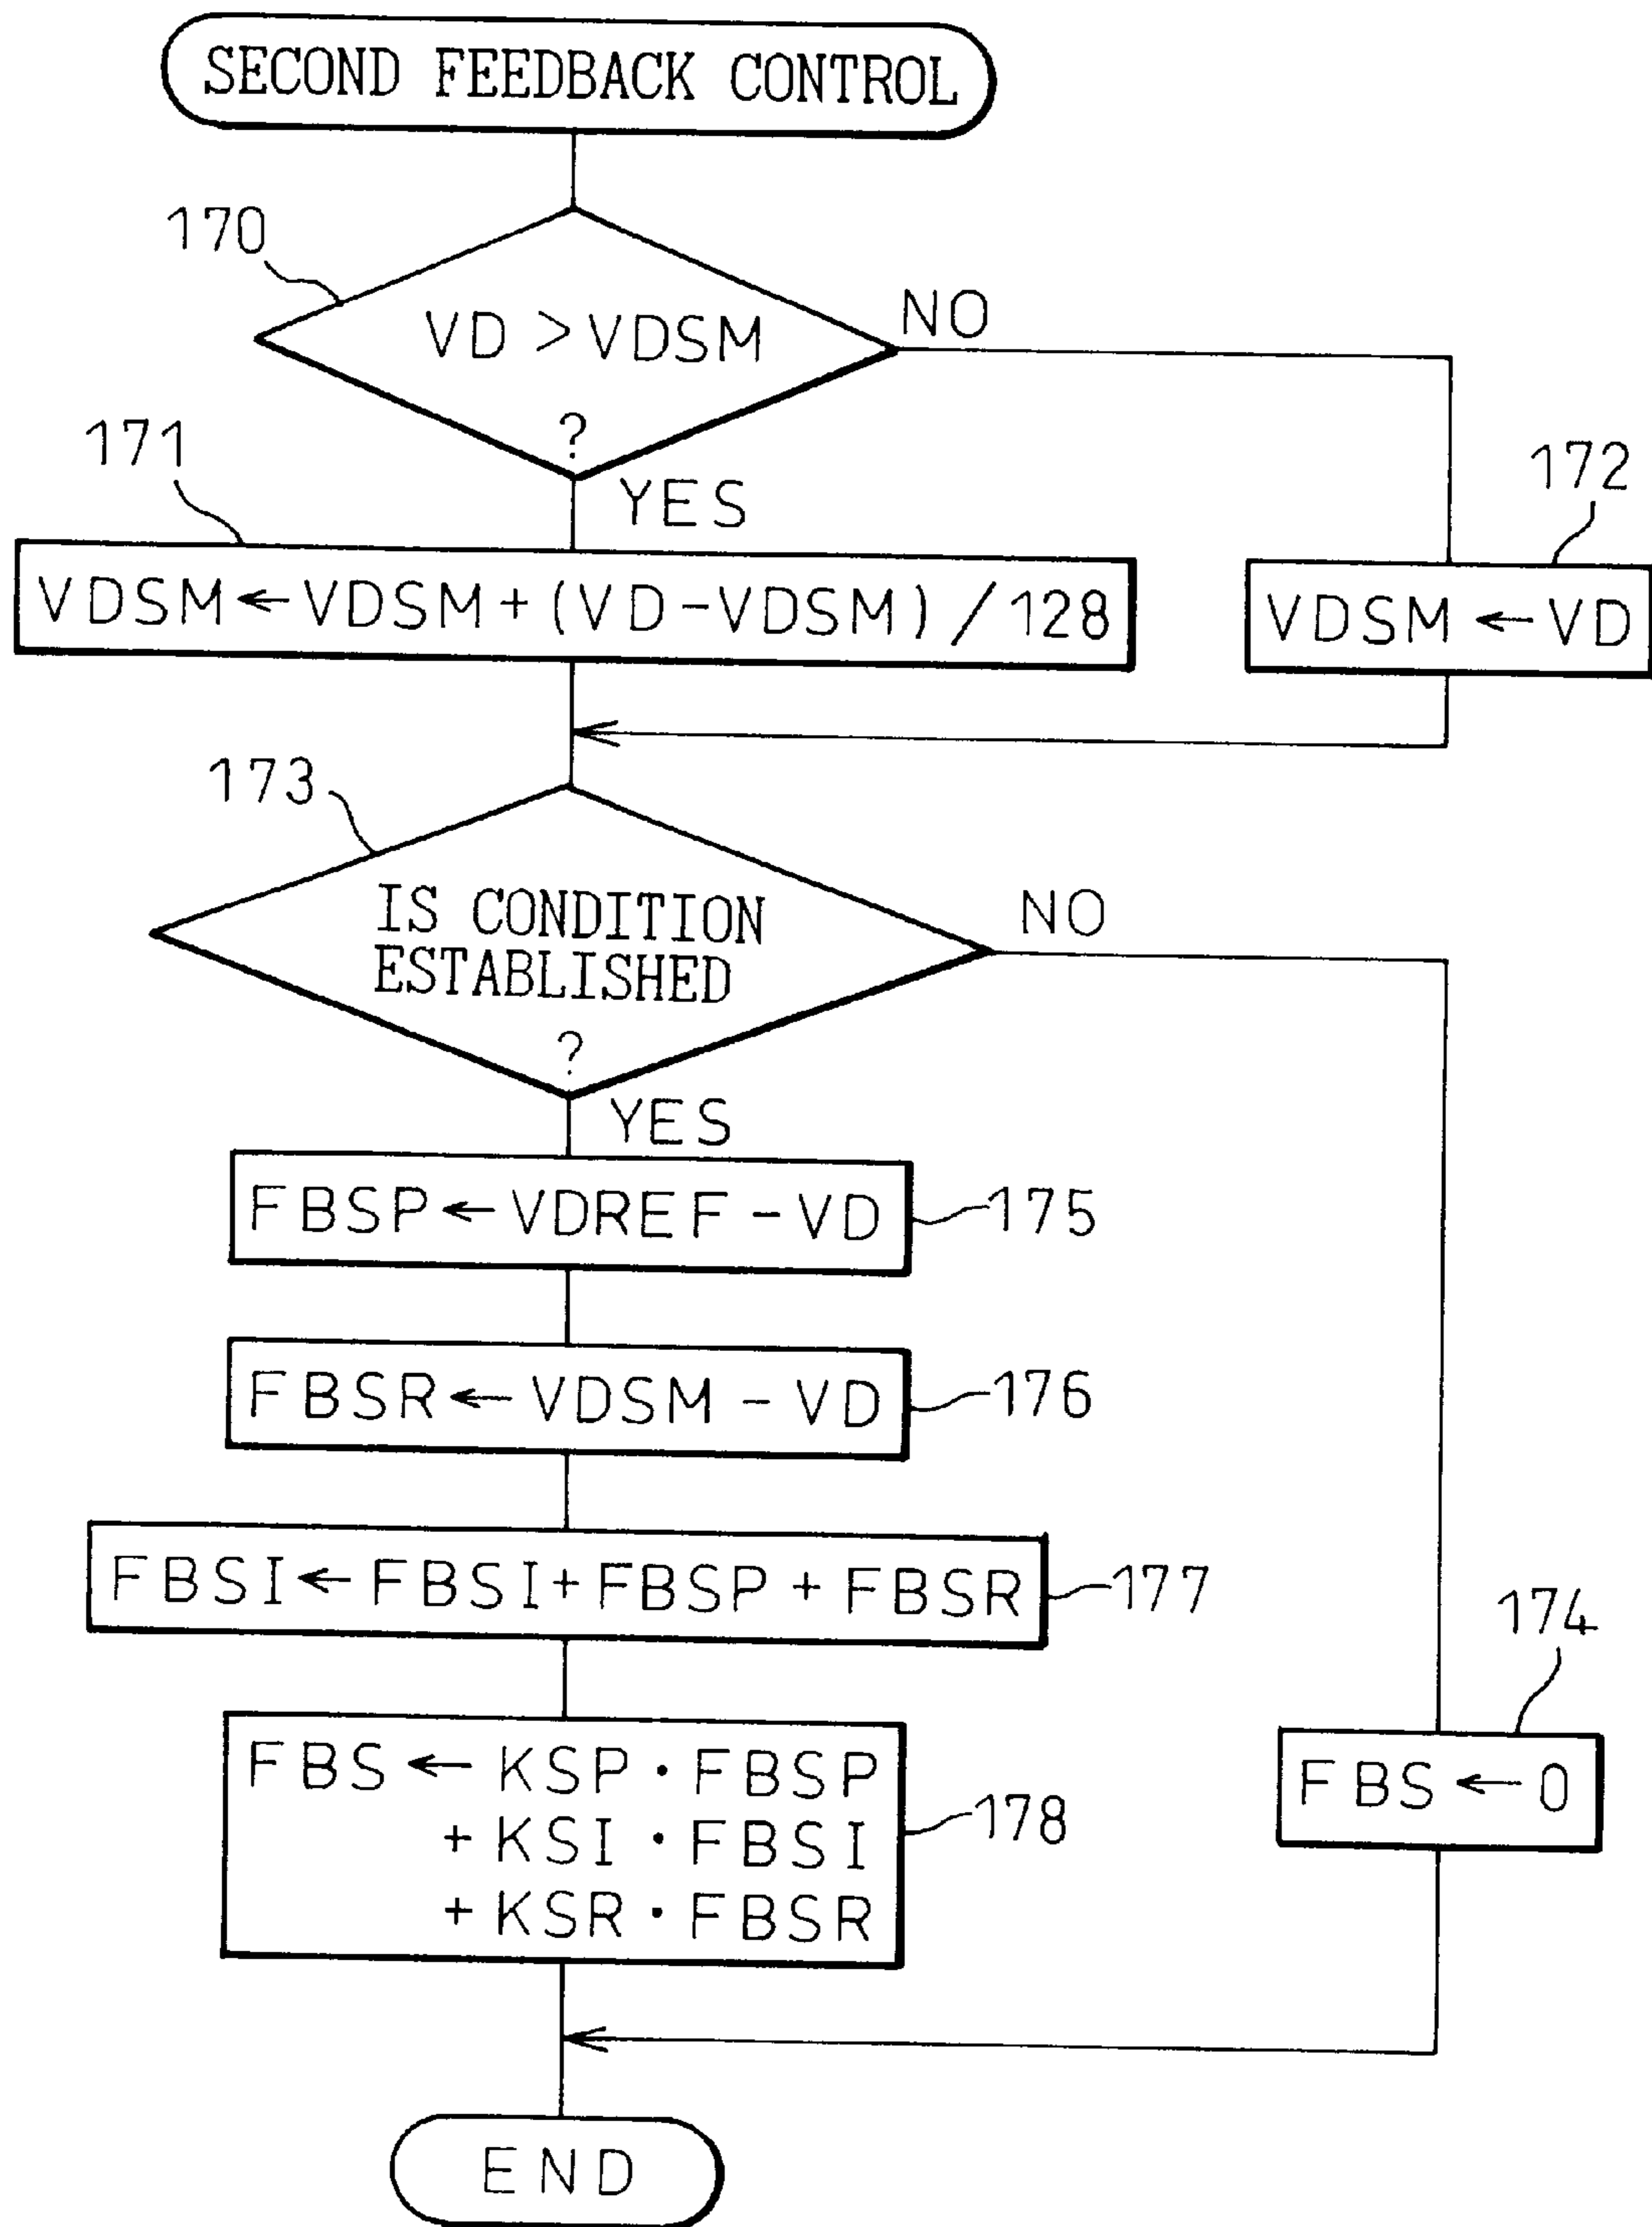 SECOND FEEDBACK CONTROL
170
VD > VDSM
?
NO
YES
171
VDSM ← VDSM + (VD - VDSM) / 128
172
VDSM ← VD
173
IS CONDITION
ESTABLISHED
?
NO
YES
FBSP ← VDREF - VD
175
FBSR ← VDSM - VD
176
FBSI ← FBSI + FBSP + FBSR
177
174
FBS ← 0
FBS ← KSP · FBSP
+ KSI · FBSI
+ KSR · FBSR
178
END